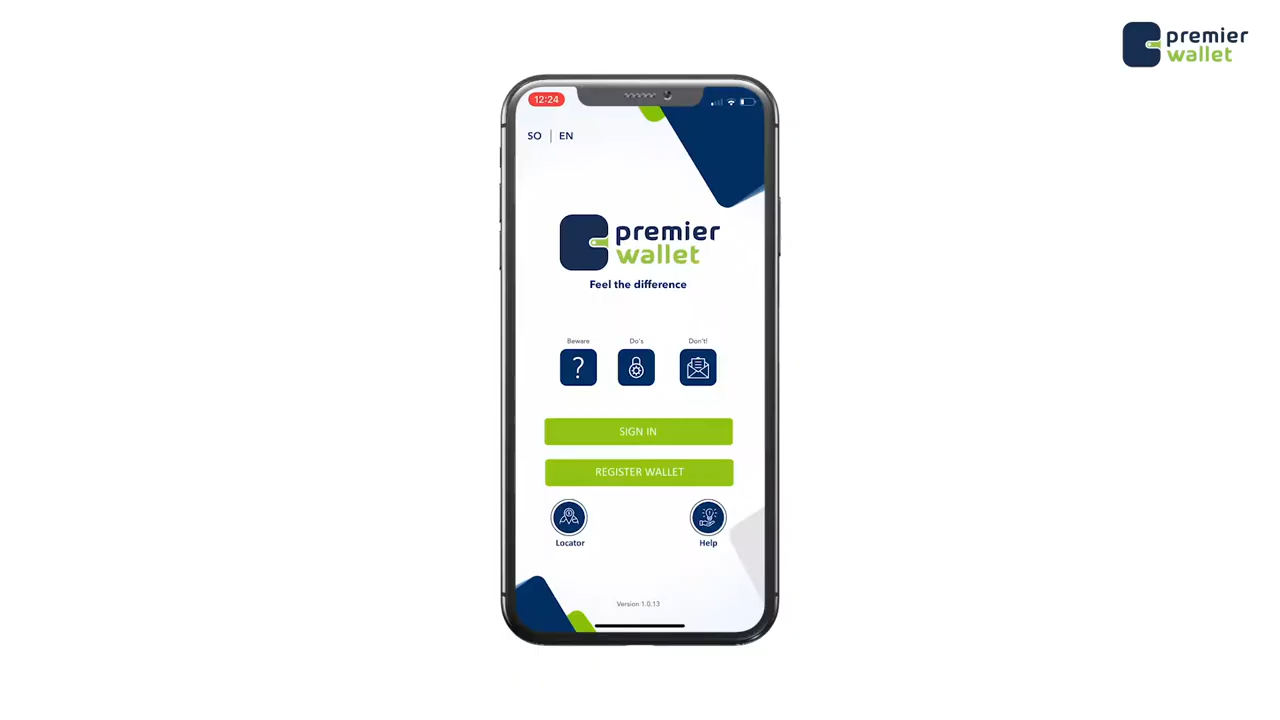 premier
wallet
12:24
SO | EN
premier
wallet
Feel the difference
Beware
Do's
Don't!
?
SIGN IN
REGISTER WALLET
Locator
Help
Version 1.0.13